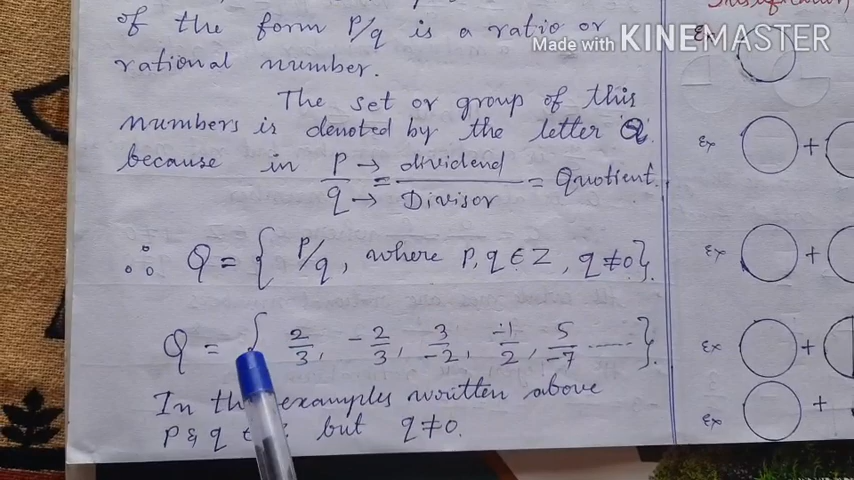 of the form P/q is a ratio or
rational number.
The set or group of this
numbers is denoted by the letter Q
because in P/q → dividend / → Divisor = Quotient.
∴ Q = { P/q, where P, q ∈ Z, q ≠ 0 }.
Q = { 2/3, -2/3, 3/-2, -1/2, 5/-7 ...... }.
In the examples written above
P & q but q ≠ 0.
Made with KINEMASTER
Ex
Ex +
Ex +
Ex +
Ex +